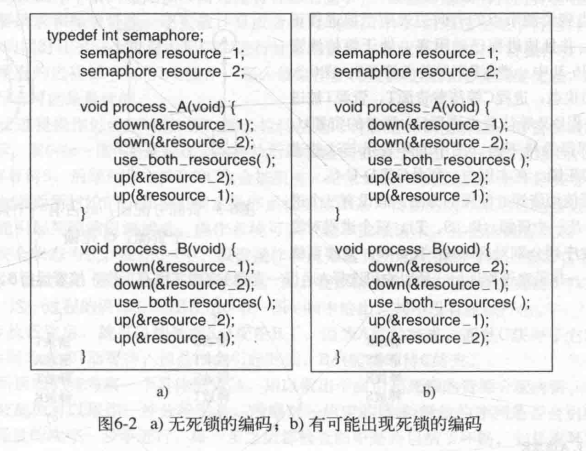 typedef int semaphore;
semaphore resource_1;
semaphore resource_2;
void process_A(void) {
down(&resource_1);
down(&resource_2);
use_both_resources( );
up(&resource_2);
up(&resource_1);
}
void process_B(void) {
down(&resource_1);
down(&resource_2);
use_both_resources( );
up(&resource_2);
up(&resource_1);
}
a)
semaphore resource_1;
semaphore resource_2;
void process_A(void) {
down(&resource_1);
down(&resource_2);
use_both_resources( );
up(&resource_2);
up(&resource_1);
}
void process_B(void) {
down(&resource_2);
down(&resource_1);
use_both_resources( );
up(&resource_1);
up(&resource_2);
}
b)
图6-2 a) 无死锁的编码；b) 有可能出现死锁的编码